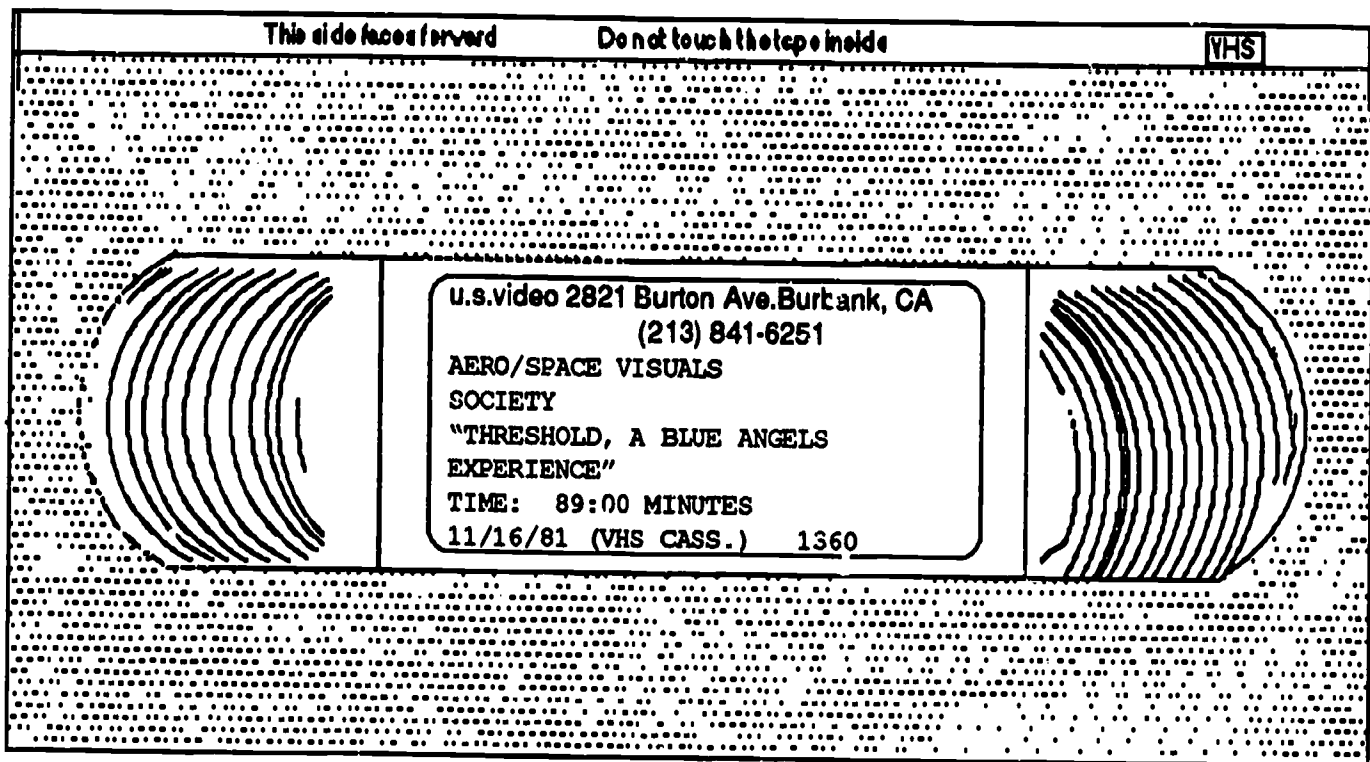 This side faces forward Do not touch the tape inside VHS
u.s.video 2821 Burton Ave.Burbank, CA
(213) 841-6251
AERO/SPACE VISUALS
SOCIETY
“THRESHOLD, A BLUE ANGELS
EXPERIENCE”
TIME: 89:00 MINUTES
11/16/81 (VHS CASS.) 1360